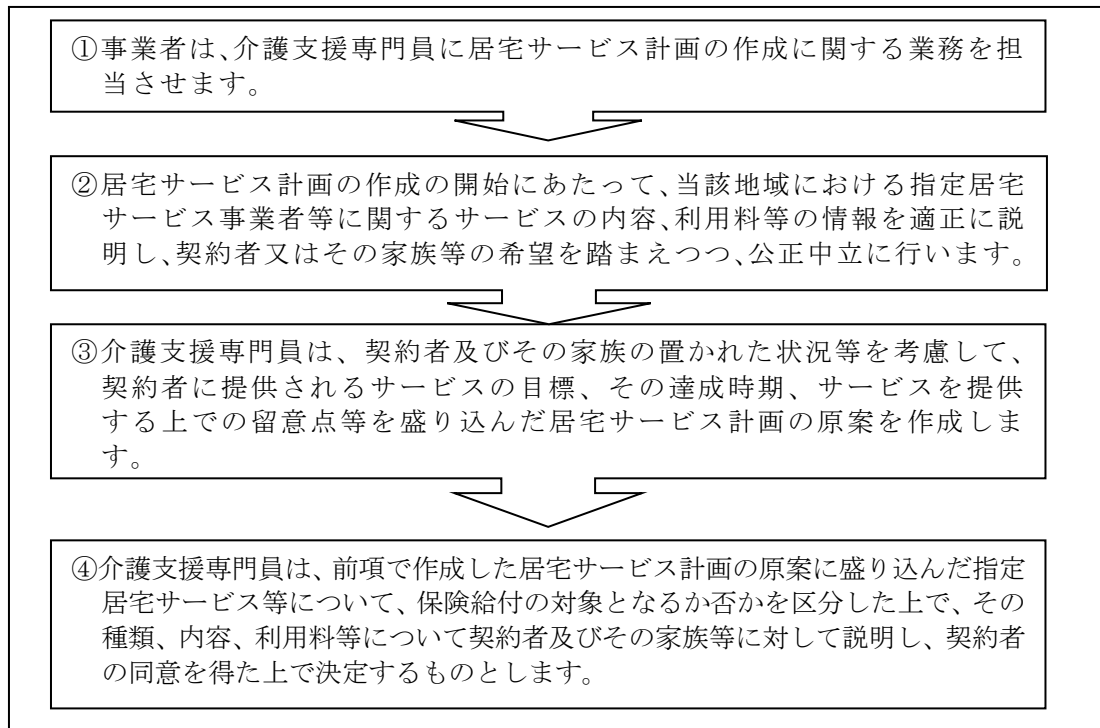 ①事業者は、介護支援専門員に居宅サービス計画の作成に関する業務を担
当させます。
②居宅サービス計画の作成の開始にあたって、当該地域における指定居宅
サービス事業者等に関するサービスの内容、利用料等の情報を適正に説
明し、契約者又はその家族等の希望を踏まえつつ、公正中立に行います。
③介護支援専門員は、契約者及びその家族の置かれた状況等を考慮して、
契約者に提供されるサービスの目標、その達成時期、サービスを提供
する上での留意点等を盛り込んだ居宅サービス計画の原案を作成しま
す。
④介護支援専門員は、前項で作成した居宅サービス計画の原案に盛り込んだ指定
居宅サービス等について、保険給付の対象となるか否かを区分した上で、その
種類、内容、利用料等について契約者及びその家族等に対して説明し、契約者
の同意を得た上で決定するものとします。